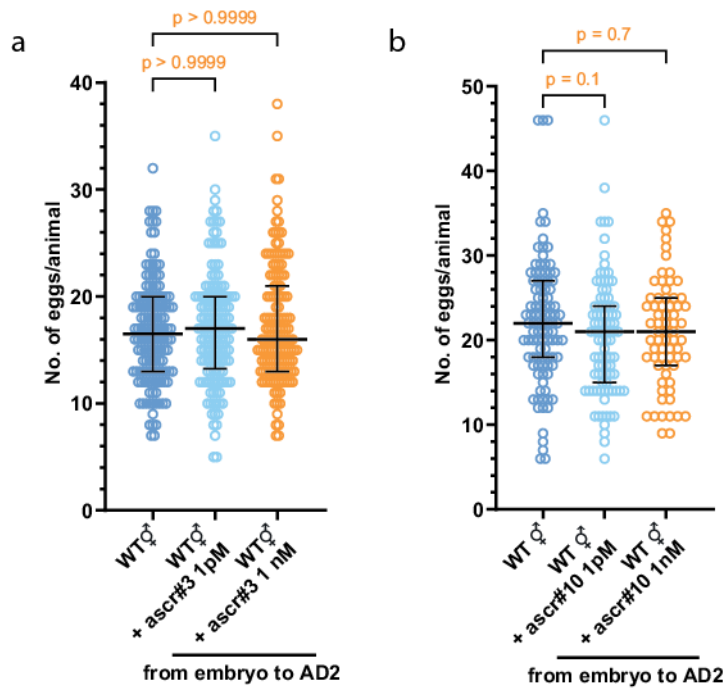 a
p > 0.9999
p > 0.9999
No. of eggs/animal
40
30
20
10
0
WT⚥
WT⚥
+ ascr#3 1pM
WT⚥
+ ascr#3 1 nM
from embryo to AD2
b
p = 0.7
p = 0.1
No. of eggs/animal
50
40
30
20
10
0
WT ⚥
WT ⚥
+ ascr#10 1pM
WT ⚥
+ ascr#10 1nM
from embryo to AD2